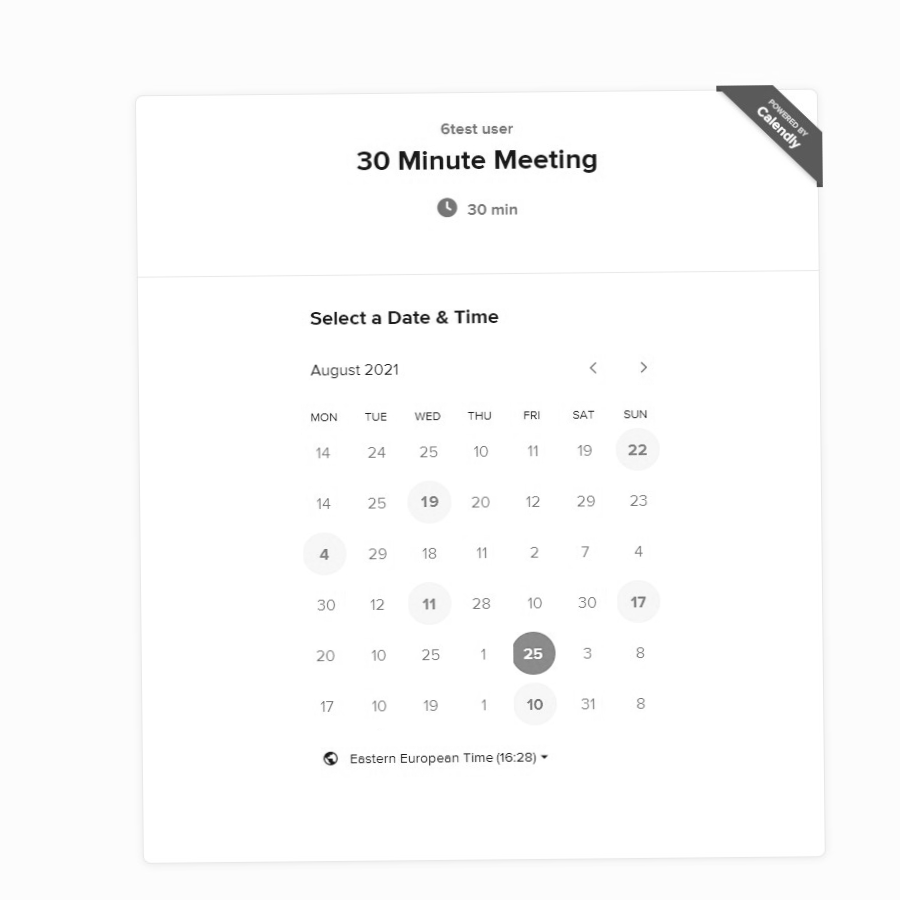 POWERED BY
Calendly
6test user
30 Minute Meeting
30 min
Select a Date & Time
August 2021
MON TUE WED THU FRI SAT SUN
14 24 25 10 11 19 22
14 25 19 20 12 29 23
4 29 18 11 2 7 4
30 12 11 28 10 30 17
20 10 25 1 25 3 8
17 10 19 1 10 31 8
Eastern European Time (16:28)